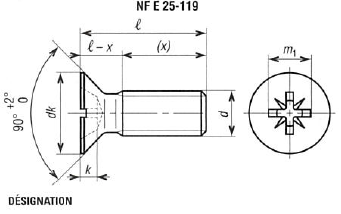 NF E 25-119
ℓ
ℓ – x
(x)
m₁
90° +2° 0
dk
d
k
DÉSIGNATION